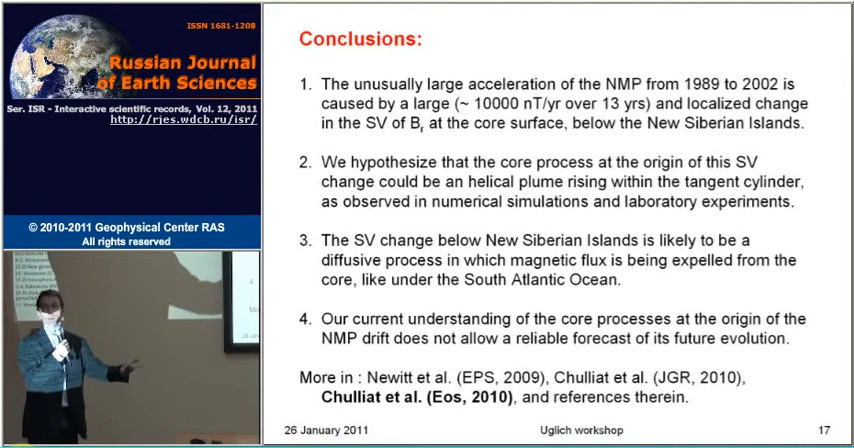 ISSN 1681-1208
Russian Journal
of Earth Sciences
Ser. ISR - Interactive scientific records, Vol. 12, 2011
http://rjes.wdcb.ru/isr/
© 2010-2011 Geophysical Center RAS
All rights reserved
Conclusions:
1. The unusually large acceleration of the NMP from 1989 to 2002 is
caused by a large (~ 10000 nT/yr over 13 yrs) and localized change
in the SV of Br at the core surface, below the New Siberian Islands.
2. We hypothesize that the core process at the origin of this SV
change could be an helical plume rising within the tangent cylinder,
as observed in numerical simulations and laboratory experiments.
3. The SV change below New Siberian Islands is likely to be a
diffusive process in which magnetic flux is being expelled from the
core, like under the South Atlantic Ocean.
4. Our current understanding of the core processes at the origin of the
NMP drift does not allow a reliable forecast of its future evolution.
More in : Newitt et al. (EPS, 2009), Chulliat et al. (JGR, 2010),
Chulliat et al. (Eos, 2010), and references therein.
26 January 2011
Uglich workshop
17